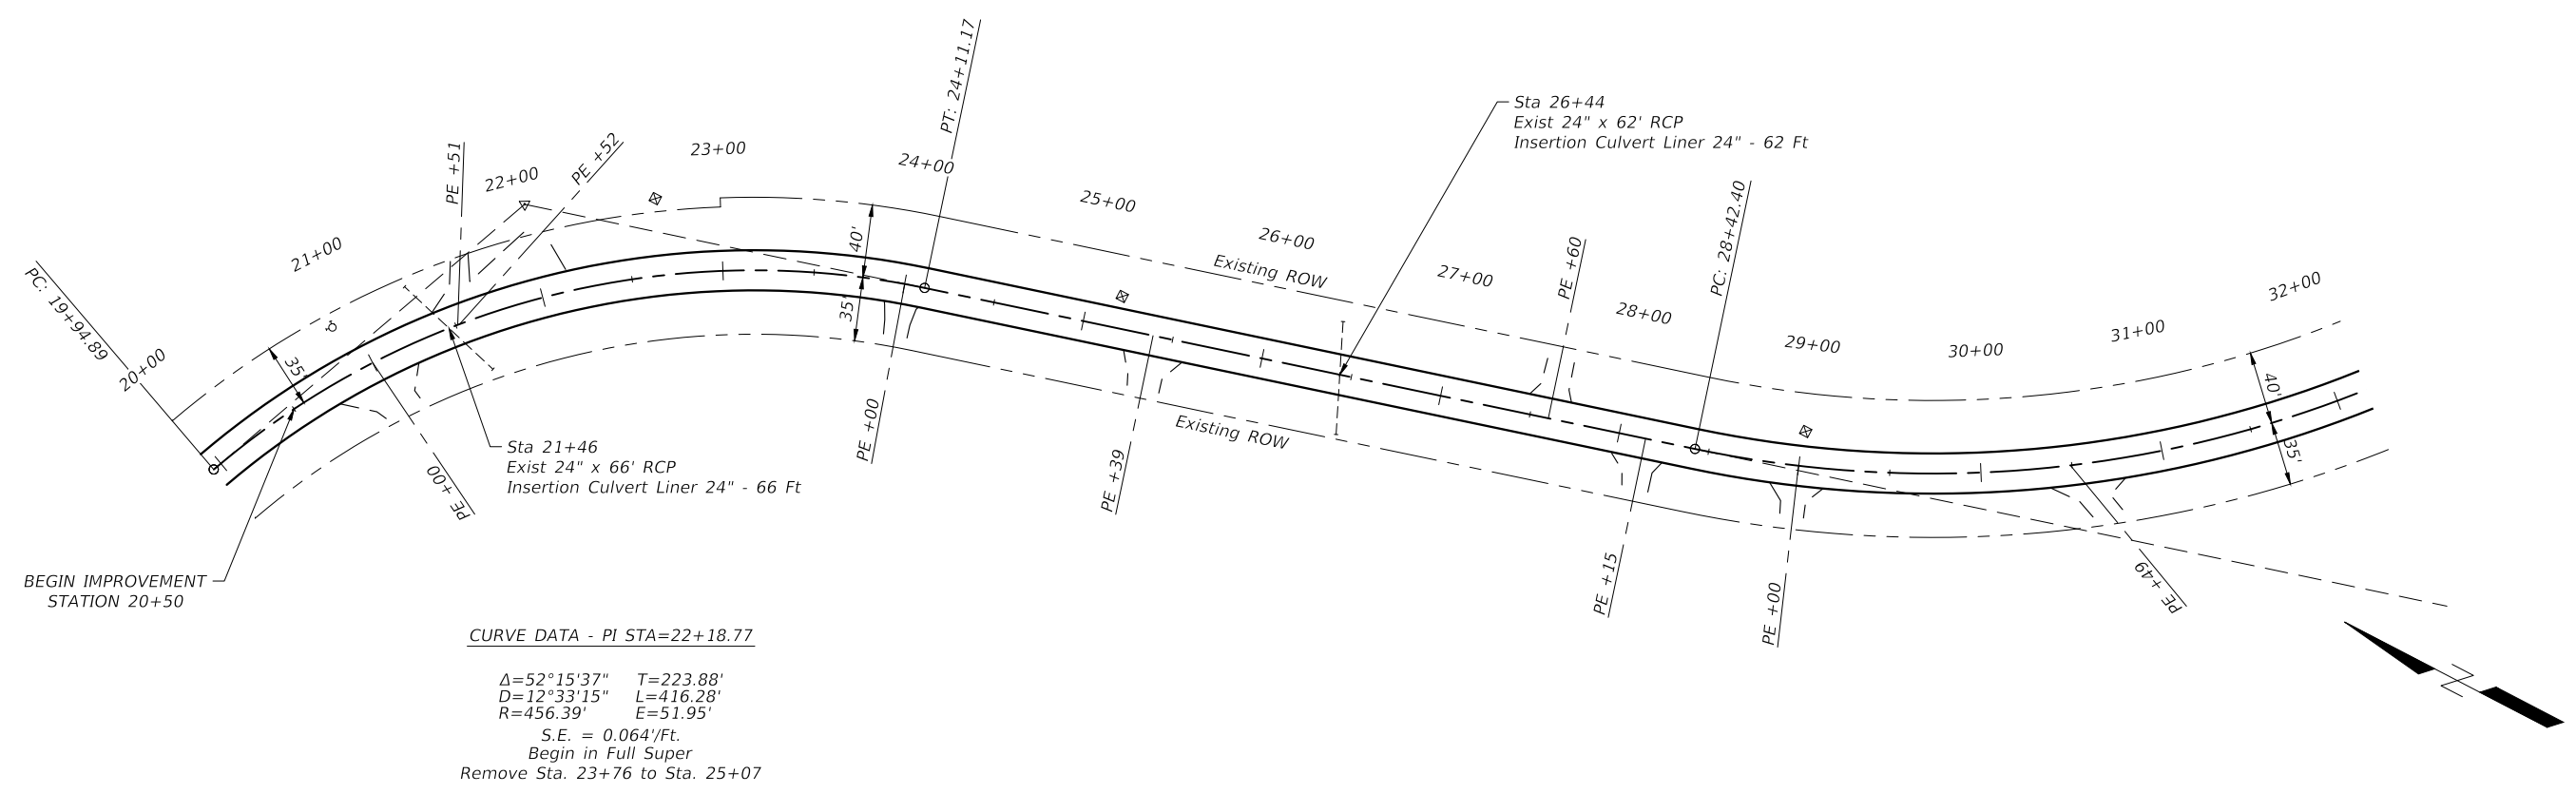 PT: 24+11.17
Sta 26+44
Exist 24" x 62' RCP
Insertion Culvert Liner 24" - 62 Ft
PE +51
PE +52
22+00
23+00
24+00
25+00
26+00
27+00
28+00
29+00
30+00
31+00
32+00
21+00
20+00
PC: 19+94.89
PC: 28+42.40
PE +60
Existing ROW
Existing ROW
40'
35'
35'
40'
35'
PE +00
PE +00
PE +39
PE +15
PE +00
PE +49
Sta 21+46
Exist 24" x 66' RCP
Insertion Culvert Liner 24" - 66 Ft
BEGIN IMPROVEMENT
STATION 20+50
CURVE DATA - PI STA=22+18.77
Δ=52°15'37" T=223.88'
D=12°33'15" L=416.28'
R=456.39' E=51.95'
S.E. = 0.064'/Ft.
Begin in Full Super
Remove Sta. 23+76 to Sta. 25+07
N